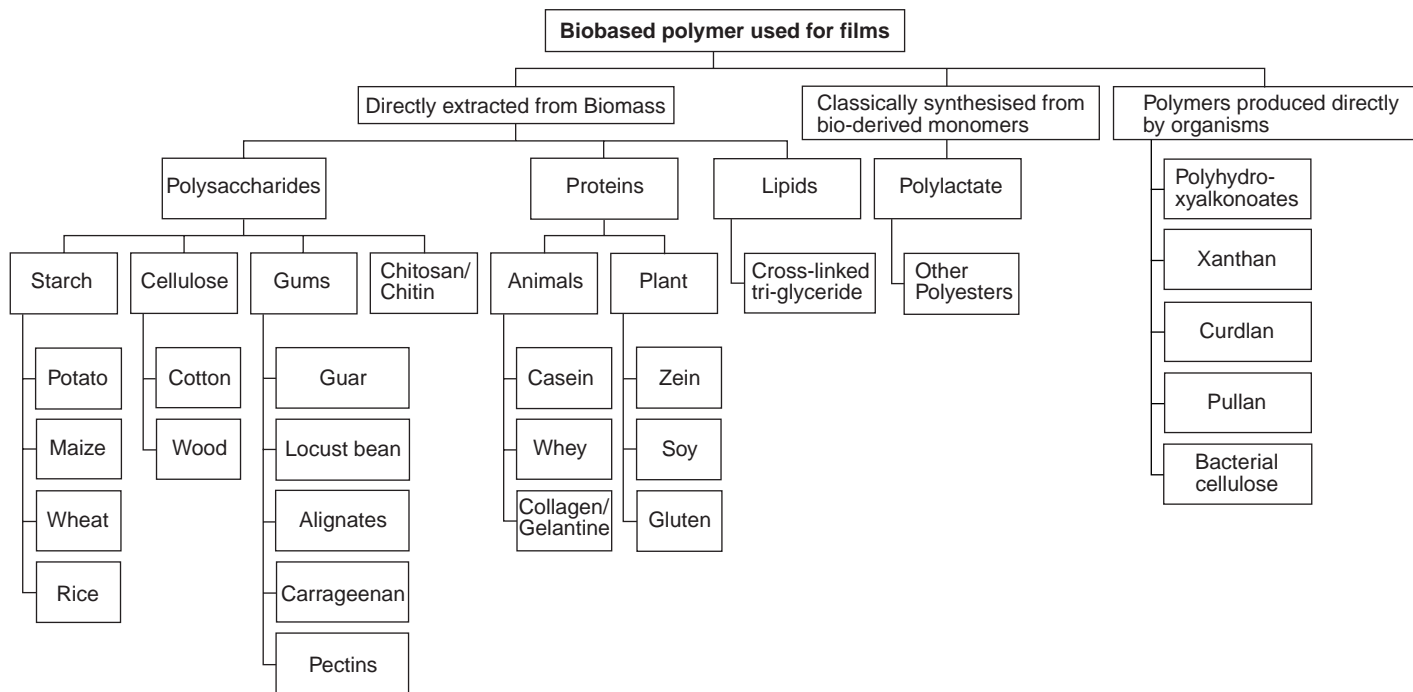 Biobased polymer used for films
Directly extracted from Biomass
Classically synthesised from
bio-derived monomers
Polymers produced directly
by organisms
Polysaccharides
Proteins
Lipids
Polylactate
Polyhydro-
xyalkonoates
Starch
Cellulose
Gums
Chitosan/
Chitin
Animals
Plant
Cross-linked
tri-glyceride
Other
Polyesters
Xanthan
Curdlan
Potato
Cotton
Guar
Casein
Zein
Pullan
Maize
Wood
Locust bean
Whey
Soy
Bacterial
cellulose
Wheat
Alignates
Collagen/
Gelantine
Gluten
Rice
Carrageenan
Pectins